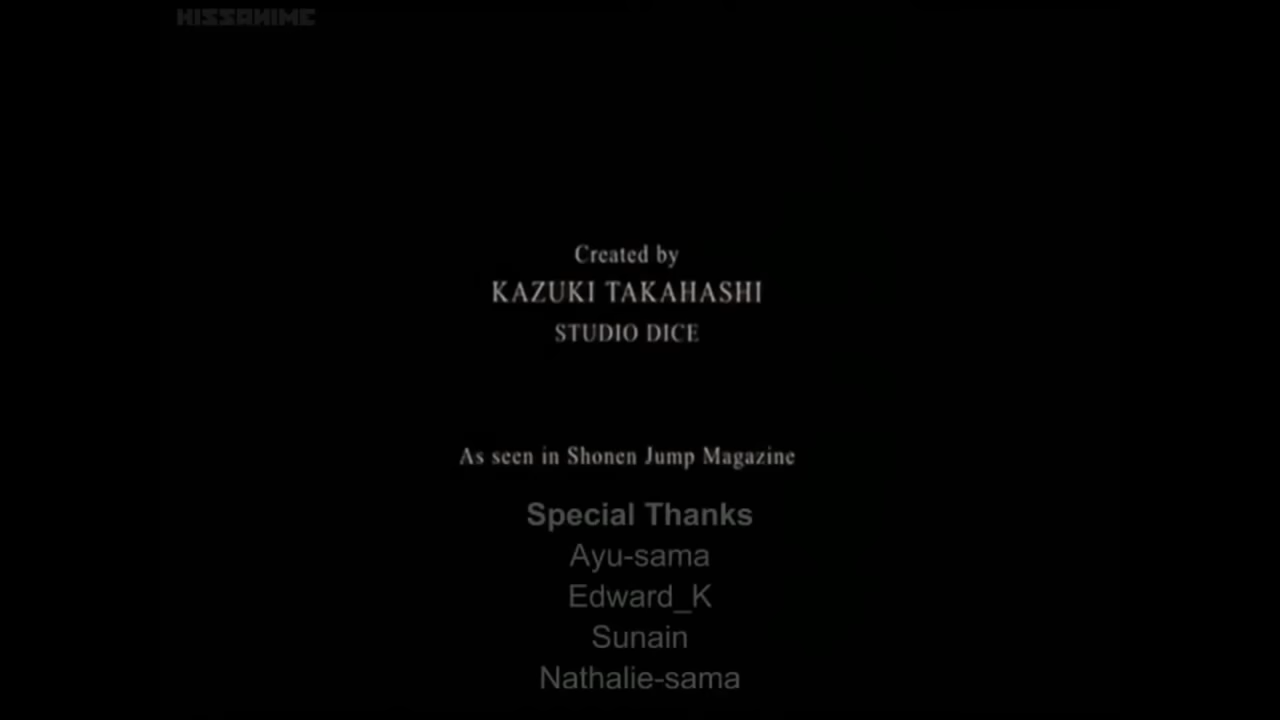 KISSANIME
Created by
KAZUKI TAKAHASHI
STUDIO DICE
As seen in Shonen Jump Magazine
Special Thanks
Ayu-sama
Edward_K
Sunain
Nathalie-sama